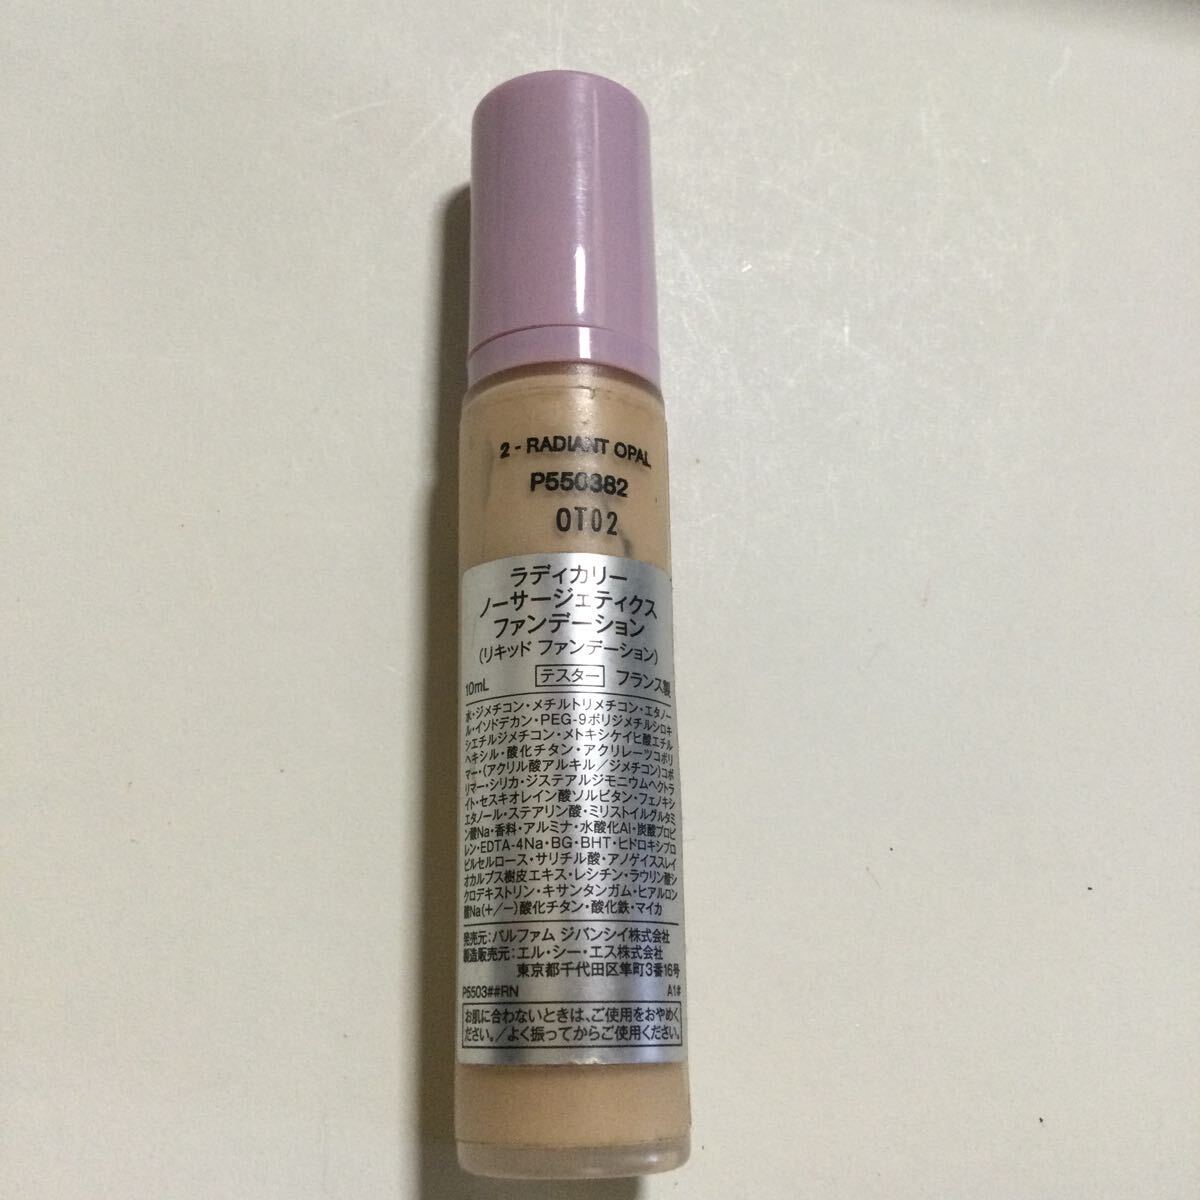 2 - RADIANT OPAL
P550382
OT02
ラディカリー
ノーサージェティクス
ファンデーション
(リキッド ファンデーション)
10mL テスター フランス製
水・ジメチコン・メチルトリメチコン・エタノー
ル・イソドデカン・PEG-9ポリジメチルシロキ
シエチルジメチコン・メトキシケイヒ酸エチル
ヘキシル・酸化チタン・アクリレーツコポリ
マー・(アクリル酸アルキル/ジメチコン)コポ
リマー・シリカ・ジステアルジモニウムヘクトラ
イト・セスキオレイン酸ソルビタン・フェノキシ
エタノール・ステアリン酸・ミリストイルグルタミ
ン酸Na・香料・アルミナ・水酸化Al・炭酸プロピ
レン・EDTA-4Na・BG・BHT・ヒドロキシプロ
ピルセルロース・サリチル酸・アノゲイススレイ
オカルプス樹皮エキス・レシチン・ラウリン酸シ
クロデキストリン・キサンタンガム・ヒアルロン
酸Na(+/-)酸化チタン・酸化鉄・マイカ
発売元:パルファム ジバンシイ株式会社
製造販売元:エル・シー・エス株式会社
東京都千代田区隼町3番16号
P5503##RN A1#
お肌に合わないときは、ご使用をおやめく
ださい。/よく振ってからご使用ください。